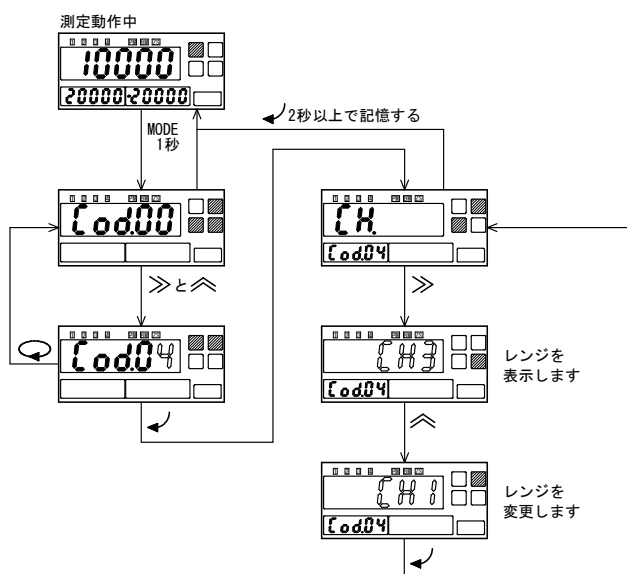 測定動作中
10000
20000
-20000
MODE
1秒
2秒以上で記憶する
Cod.00
とへ
Cod.04
CH.
Cod.04
CH3
Cod.04
レンジを
表示します
CH1
Cod.04
レンジを
変更します